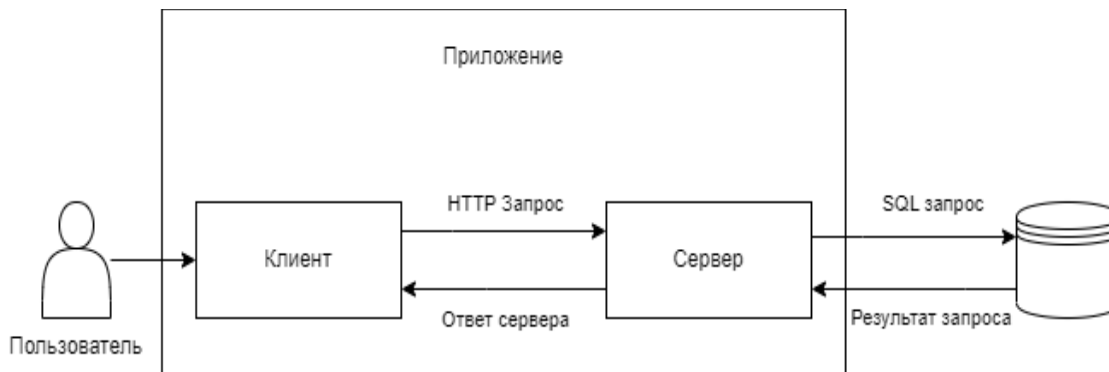 Приложение
HTTP Запрос
SQL запрос
Клиент
Сервер
Ответ сервера
Результат запроса
Пользователь